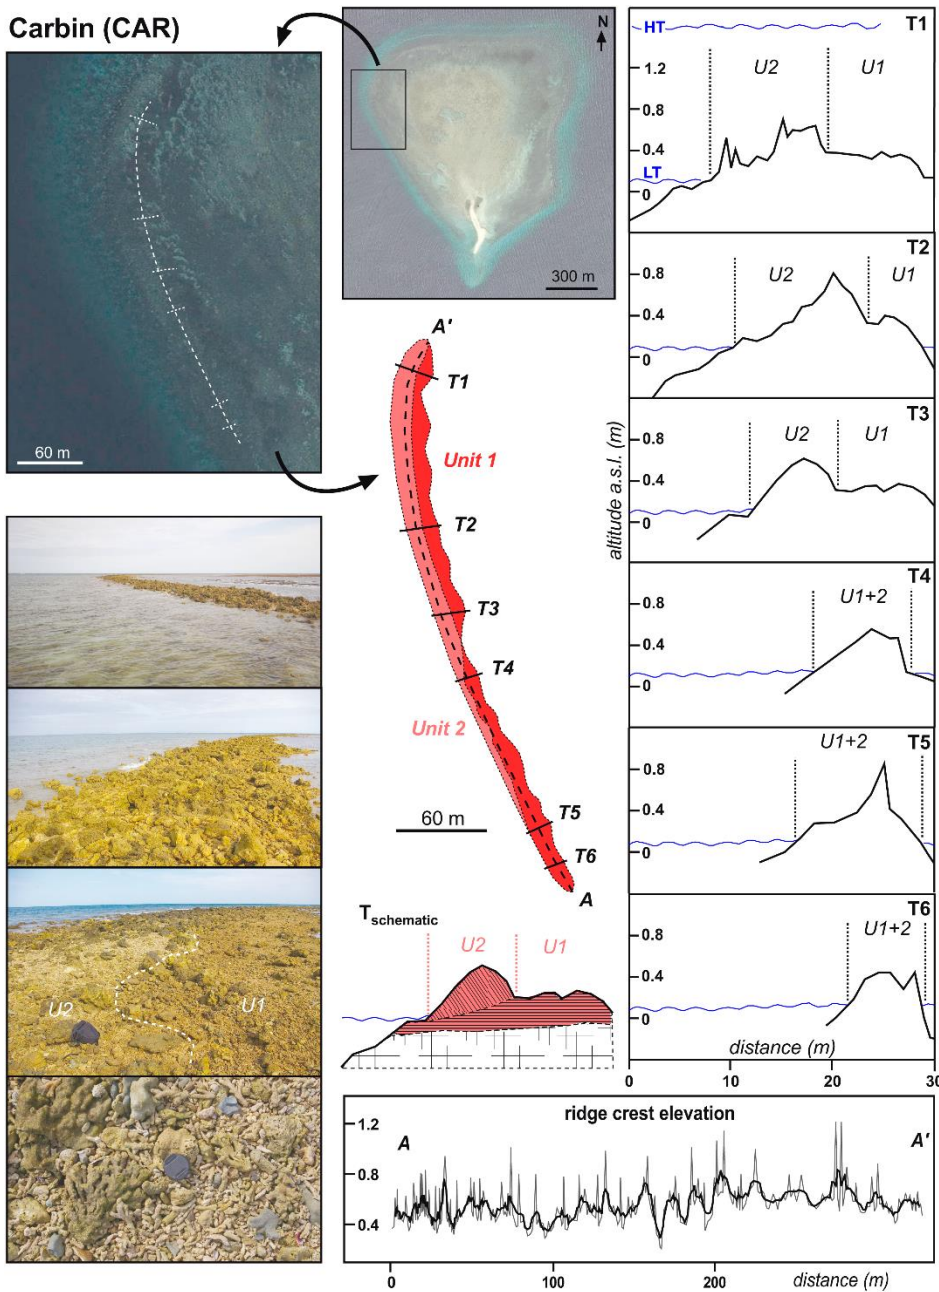 Carbin (CAR)
60 m
N
300 m
A'
T1
Unit 1
T2
T3
T4
Unit 2
60 m
T5
T6
A
Tschematic
U2
U1
U2
U1
HT
T1
1.2
U2
U1
0.8
0.4
LT
0
T2
0.8
U2
U1
0.4
0
T3
0.8
U2
U1
0.4
0
altitude a.s.l. (m)
T4
0.8
U1+2
0.4
0
U1+2
T5
0.8
0.4
0
T6
0.8
U1+2
0.4
0
distance (m)
0
10
20
30
ridge crest elevation
1.2
A
A'
0.8
0.4
0
100
200
distance (m)